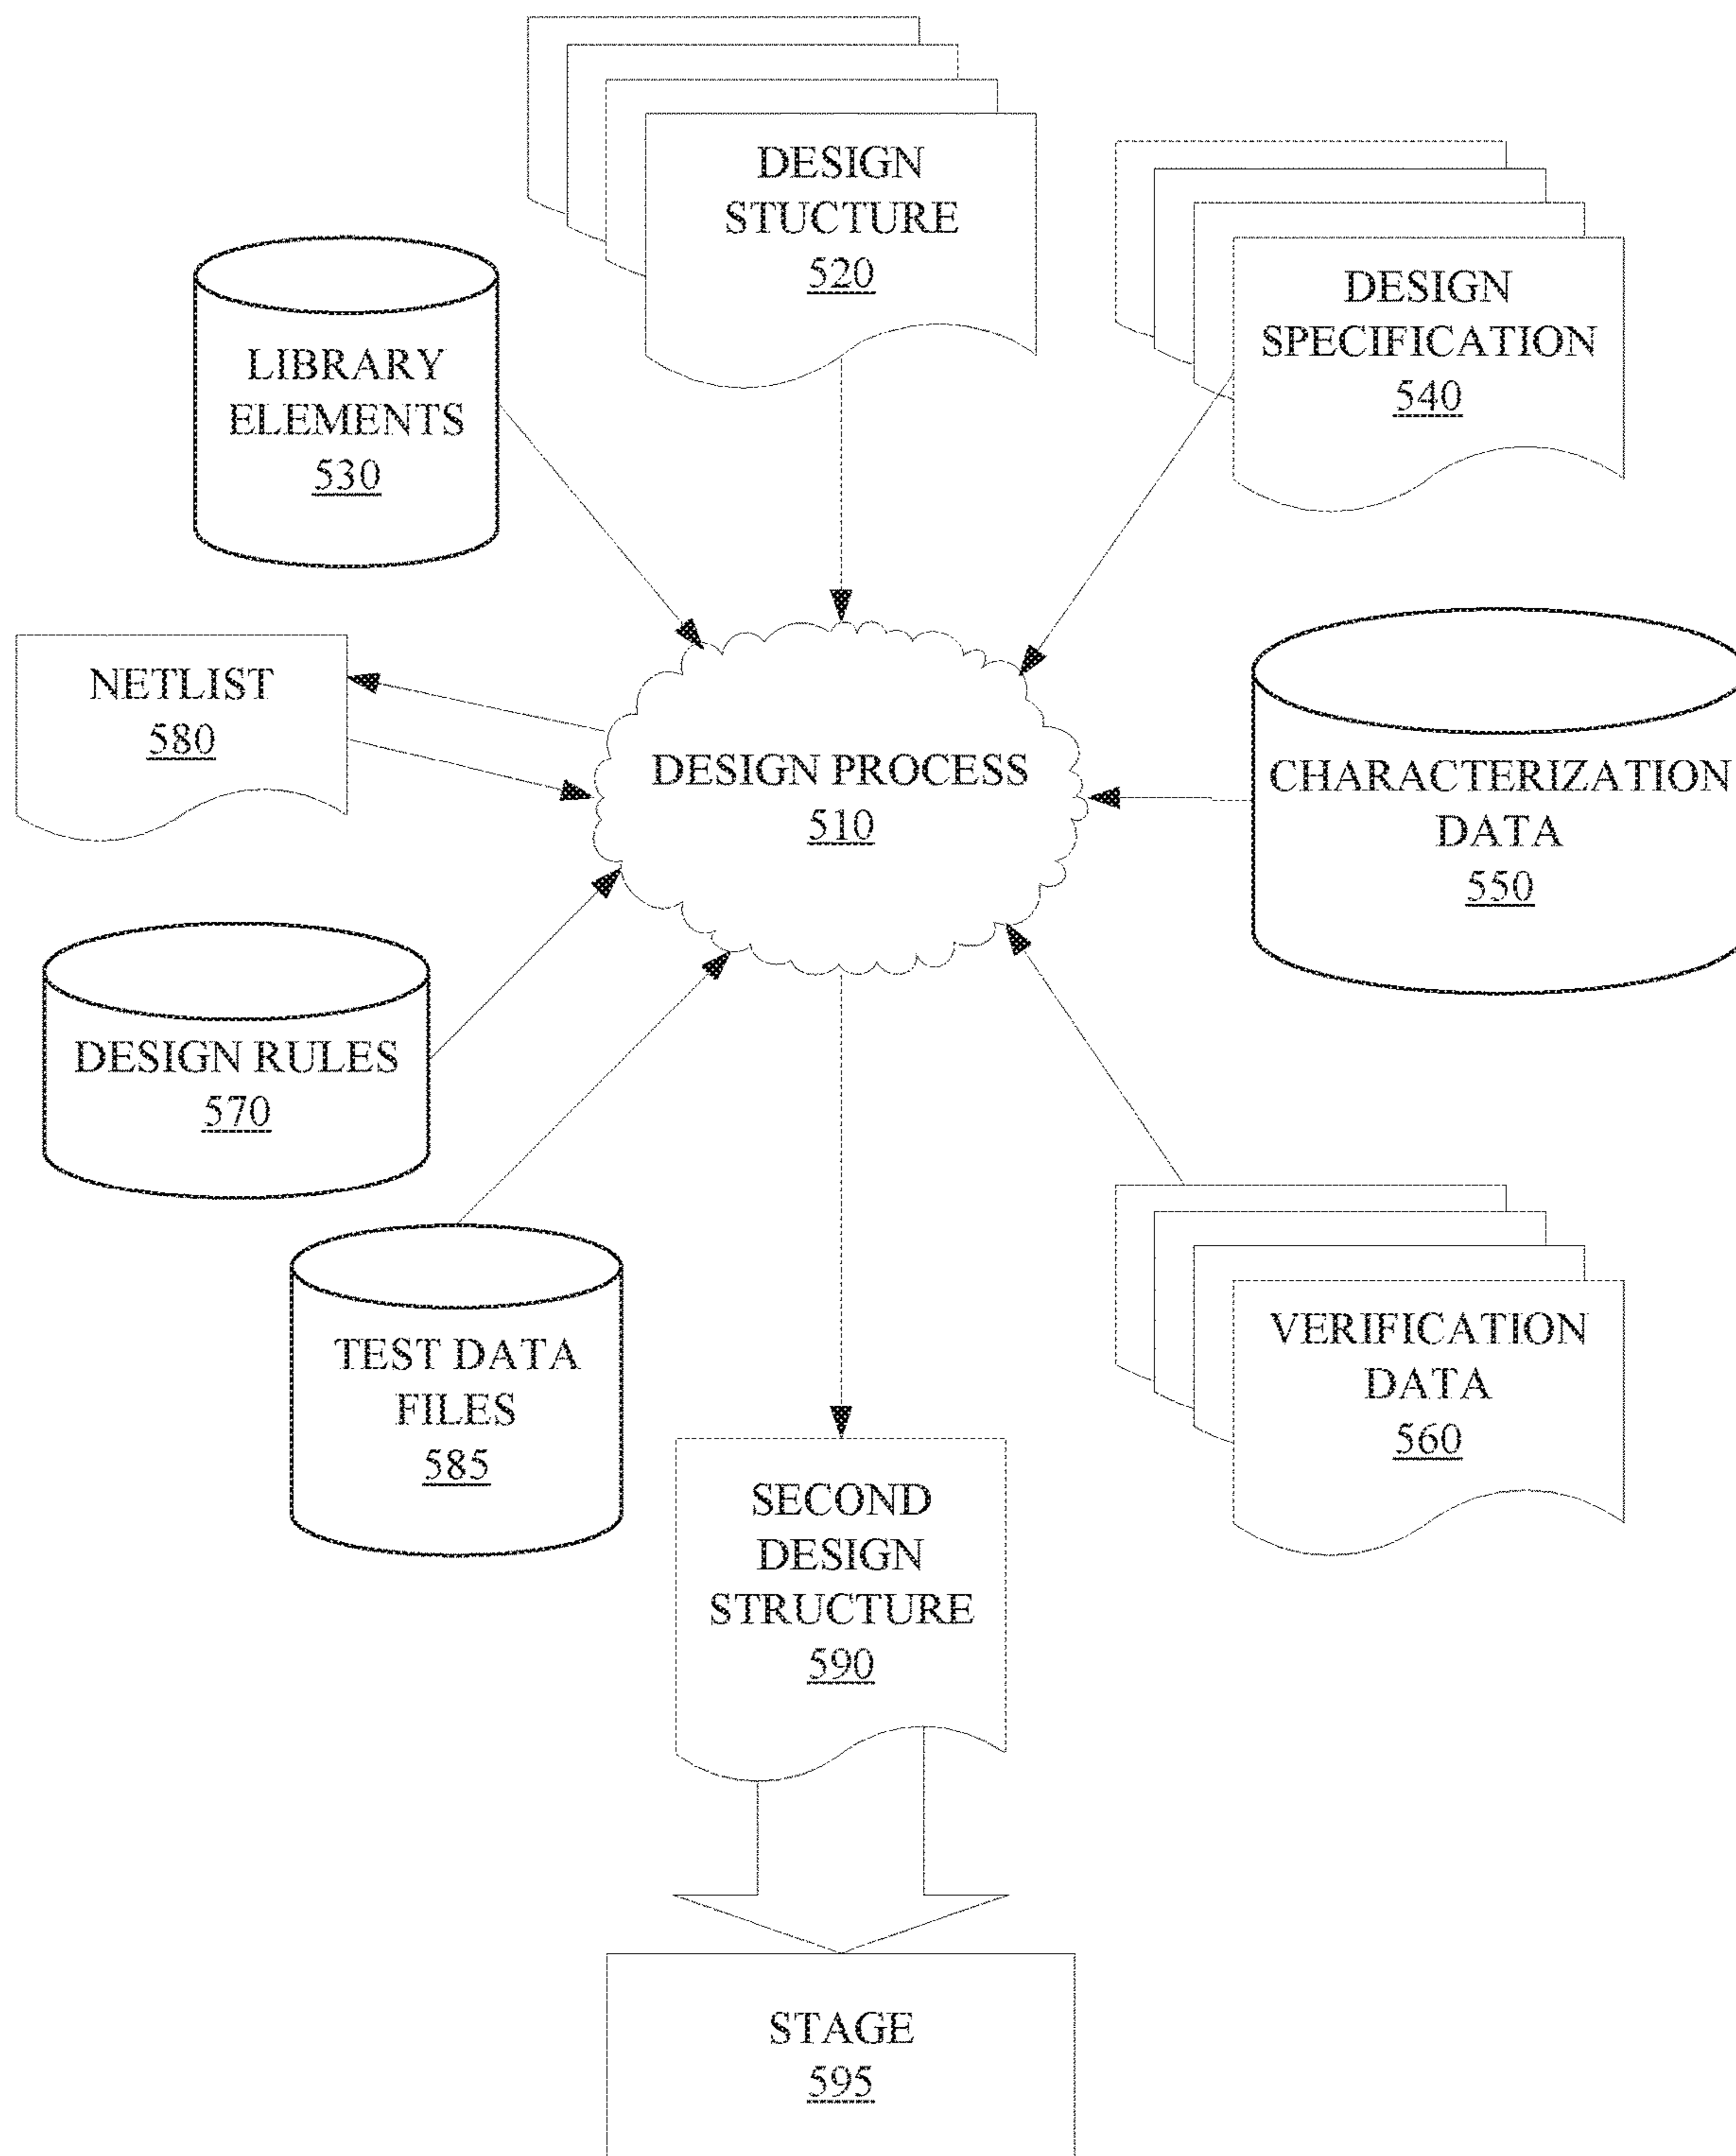 DESIGN
STUCTURE
520
DESIGN
SPECIFICATION
540
LIBRARY
ELEMENTS
530
NETLIST
580
DESIGN PROCESS
510
CHARACTERIZATION
DATA
550
DESIGN RULES
570
TEST DATA
FILES
585
VERIFICATION
DATA
560
SECOND
DESIGN
STRUCTURE
590
STAGE
595